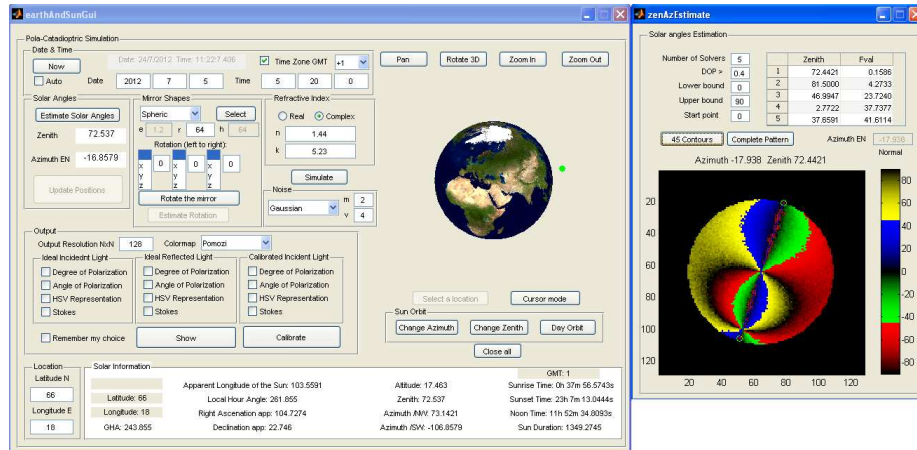 earthAndSunGui
Pola-Catadioptric Simulation
Date & Time
Now
Date: 24/7/2012 Time: 11:22:7.406
Time Zone GMT +1
Auto
Date 2012 7 5 Time 5 20 0
Pan Rotate 3D Zoom In Zoom Out
Solar Angles
Estimate Solar Angles
Zenith 72.537
Azimuth EN -16.8579
Update Positions
Mirror Shapes
Spheric Select
e 1.2 r 64 h 64
Rotation (left to right):
x 0 x 0 x 0
y y y
z z z
Rotate the mirror
Estimate Rotation
Refractive Index
Real Complex
n 1.44
k 5.23
Simulate
Noise
Gaussian m 2
v 4
Output
Output Resolution NxN 128 Colormap Pomozi
Ideal Incidednt Light
Degree of Polarization
Angle of Polarization
HSV Representation
Stokes
Ideal Reflected Light
Degree of Polarization
Angle of Polarization
HSV Representation
Stokes
Calibrated Incident Light
Degree of Polarization
Angle of Polarization
HSV Representation
Stokes
Remember my choice Show Calibrate
Select a location Cursor mode
Sun Orbit
Change Azimuth Change Zenith Day Orbit
Close all
Location
Latitude N
66
Longitude E
18
Solar Information
GMT: 1
Apparent Longitude of the Sun: 103.5591 Altitude: 17.463 Sunrise Time: 0h 37m 56.5743s
Latitude: 66 Local Hour Angle: 261.855 Zenith: 72.537 Sunset Time: 23h 7m 13.0444s
Longitude: 18 Right Ascension app: 104.7274 Azimuth /NW: 73.1421 Noon Time: 11h 52m 34.8093s
GHA: 243.855 Declination app: 22.746 Azimuth /SW: -106.8579 Sun Duration: 1349.2745
zenAzEstimate
Solar angles Estimation
Number of Solvers 5
DOP > 0.4
Lower bound 0
Upper bound 90
Start point 0
Zenith Fval
1 72.4421 0.1586
2 81.5000 4.2733
3 46.9947 23.7240
4 2.7722 37.7377
5 37.6591 41.6114
45 Contours Complete Pattern Azimuth EN -17.938
Normal
Azimuth -17.938 Zenith 72.4421
20
40
60
80
100
120
20 40 60 80 100 120
80
60
40
20
0
-20
-40
-60
-80